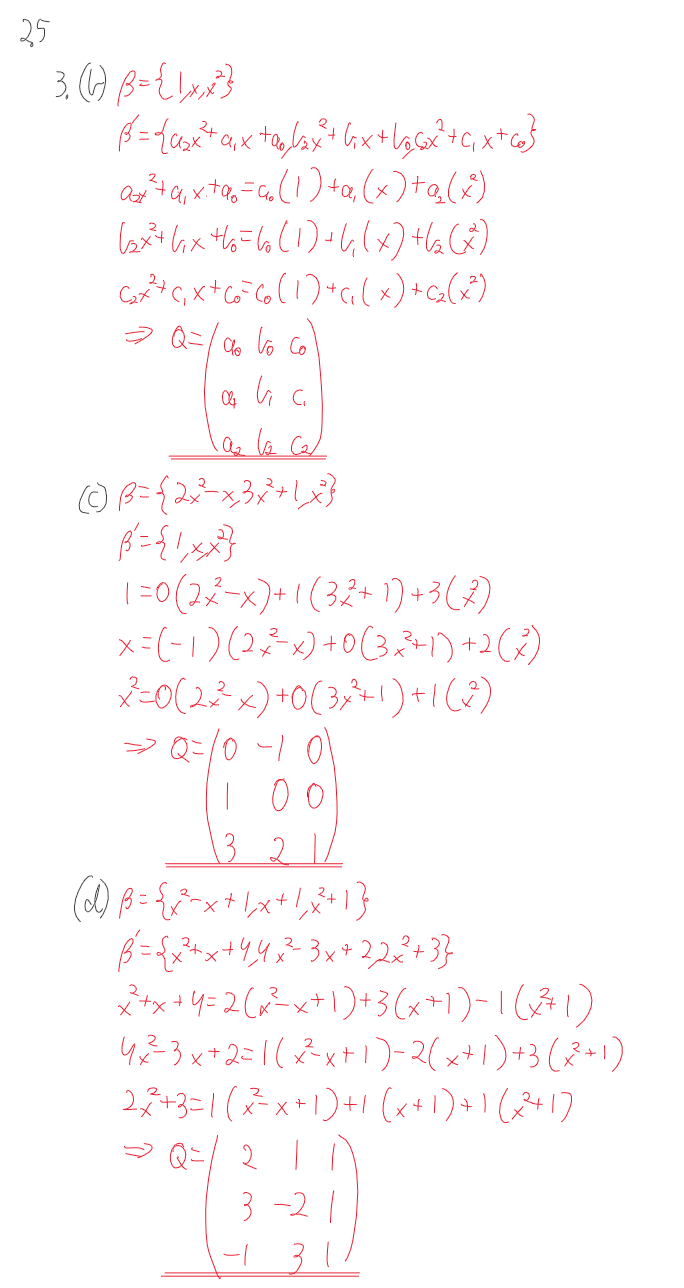 25
3. (b) β={1,x,x²}
β'={a₂x²+a₁x+a₀,b₂x²+b₁x+b₀,c₂x²+c₁x+c₀}
a₂x²+a₁x+a₀=a₀(1)+a₁(x)+a₂(x²)
b₂x²+b₁x+b₀=b₀(1)+b₁(x)+b₂(x²)
c₂x²+c₁x+c₀=c₀(1)+c₁(x)+c₂(x²)
⇒ Q=(a₀ b₀ c₀
a₁ b₁ c₁
a₂ b₂ c₂)
(c) β={2x²-x,3x²+1,x²}
β'={1,x,x²}
1=0(2x²-x)+1(3x²+1)+3(x²)
x=(-1)(2x²-x)+0(3x²+1)+2(x²)
x²=0(2x²-x)+0(3x²+1)+1(x²)
⇒ Q=(0 -1 0
1 0 0
3 2 1)
(d) β={x²-x+1,x+1,x²+1}
β'={x²+x+4,4x²-3x+2,2x²+3}
x²+x+4=2(x²-x+1)+3(x+1)-1(x²+1)
4x²-3x+2=1(x²-x+1)-2(x+1)+3(x²+1)
2x²+3=1(x²-x+1)+1(x+1)+1(x²+1)
⇒ Q=(2 1 1
3 -2 1
-1 3 1)